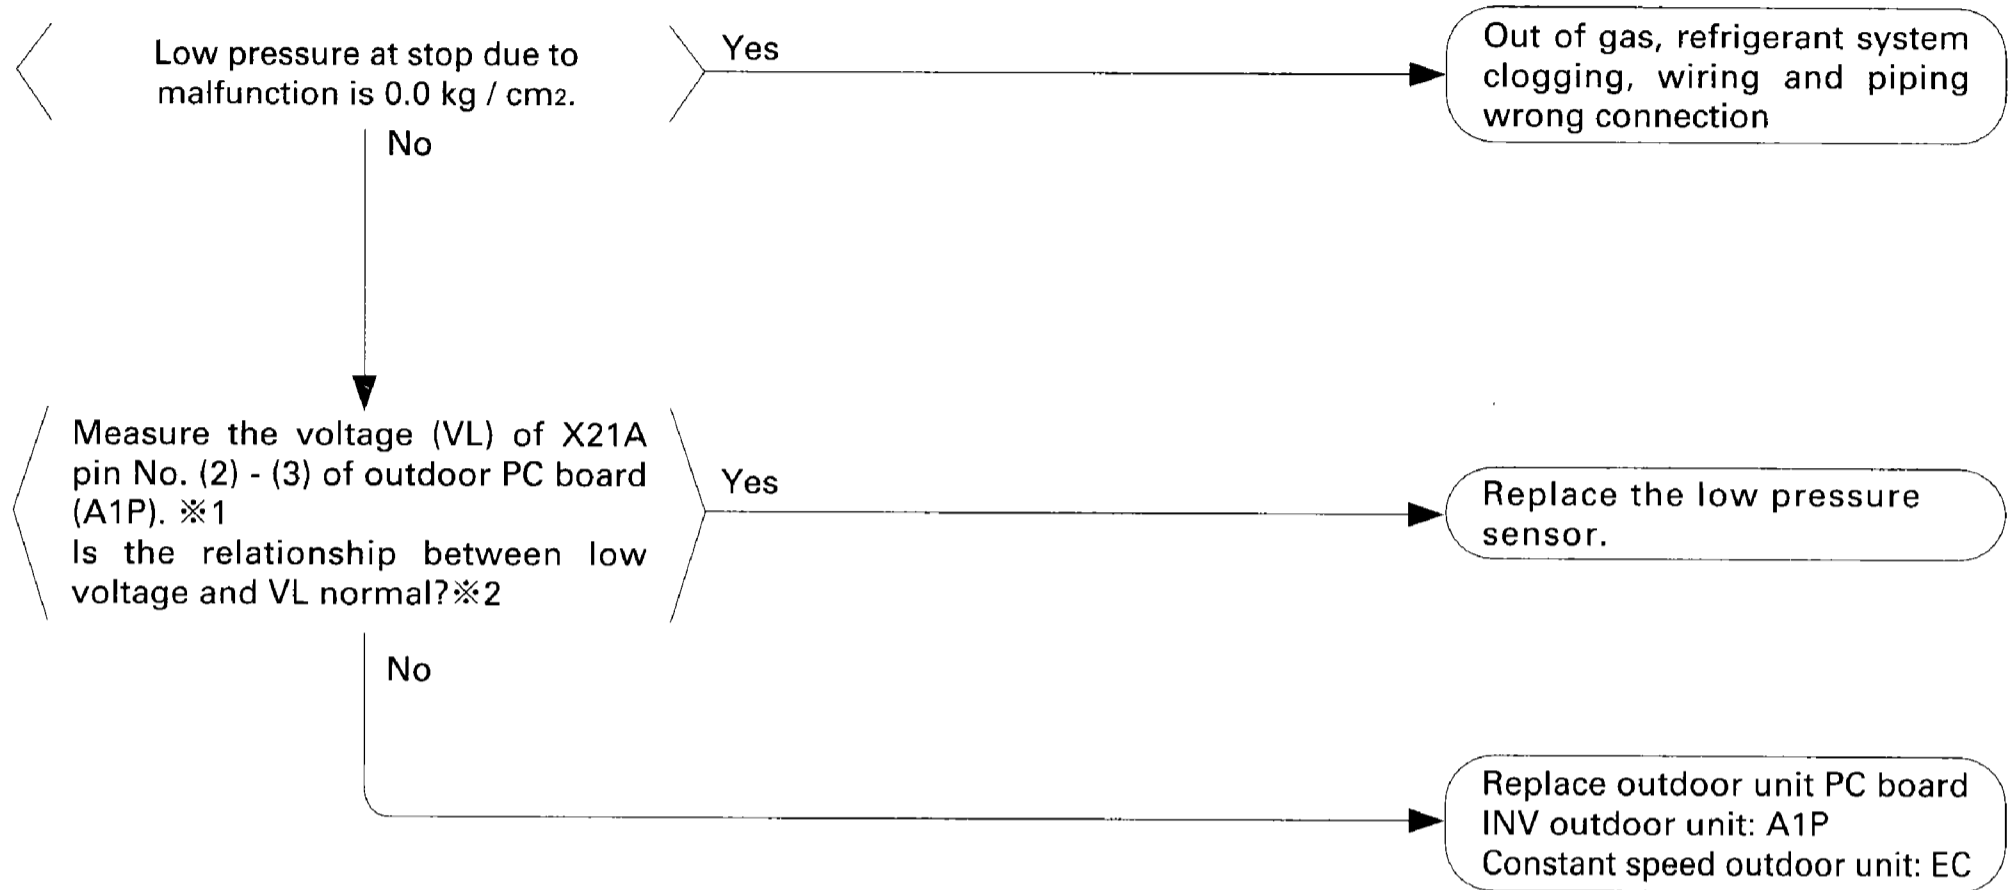 Low pressure at stop due to
malfunction is 0.0 kg / cm2.
Yes
Out of gas, refrigerant system
clogging, wiring and piping
wrong connection
No
Measure the voltage (VL) of X21A
pin No. (2) - (3) of outdoor PC board
(A1P). ※1
Is the relationship between low
voltage and VL normal?※2
Yes
Replace the low pressure
sensor.
No
Replace outdoor unit PC board
INV outdoor unit: A1P
Constant speed outdoor unit: EC